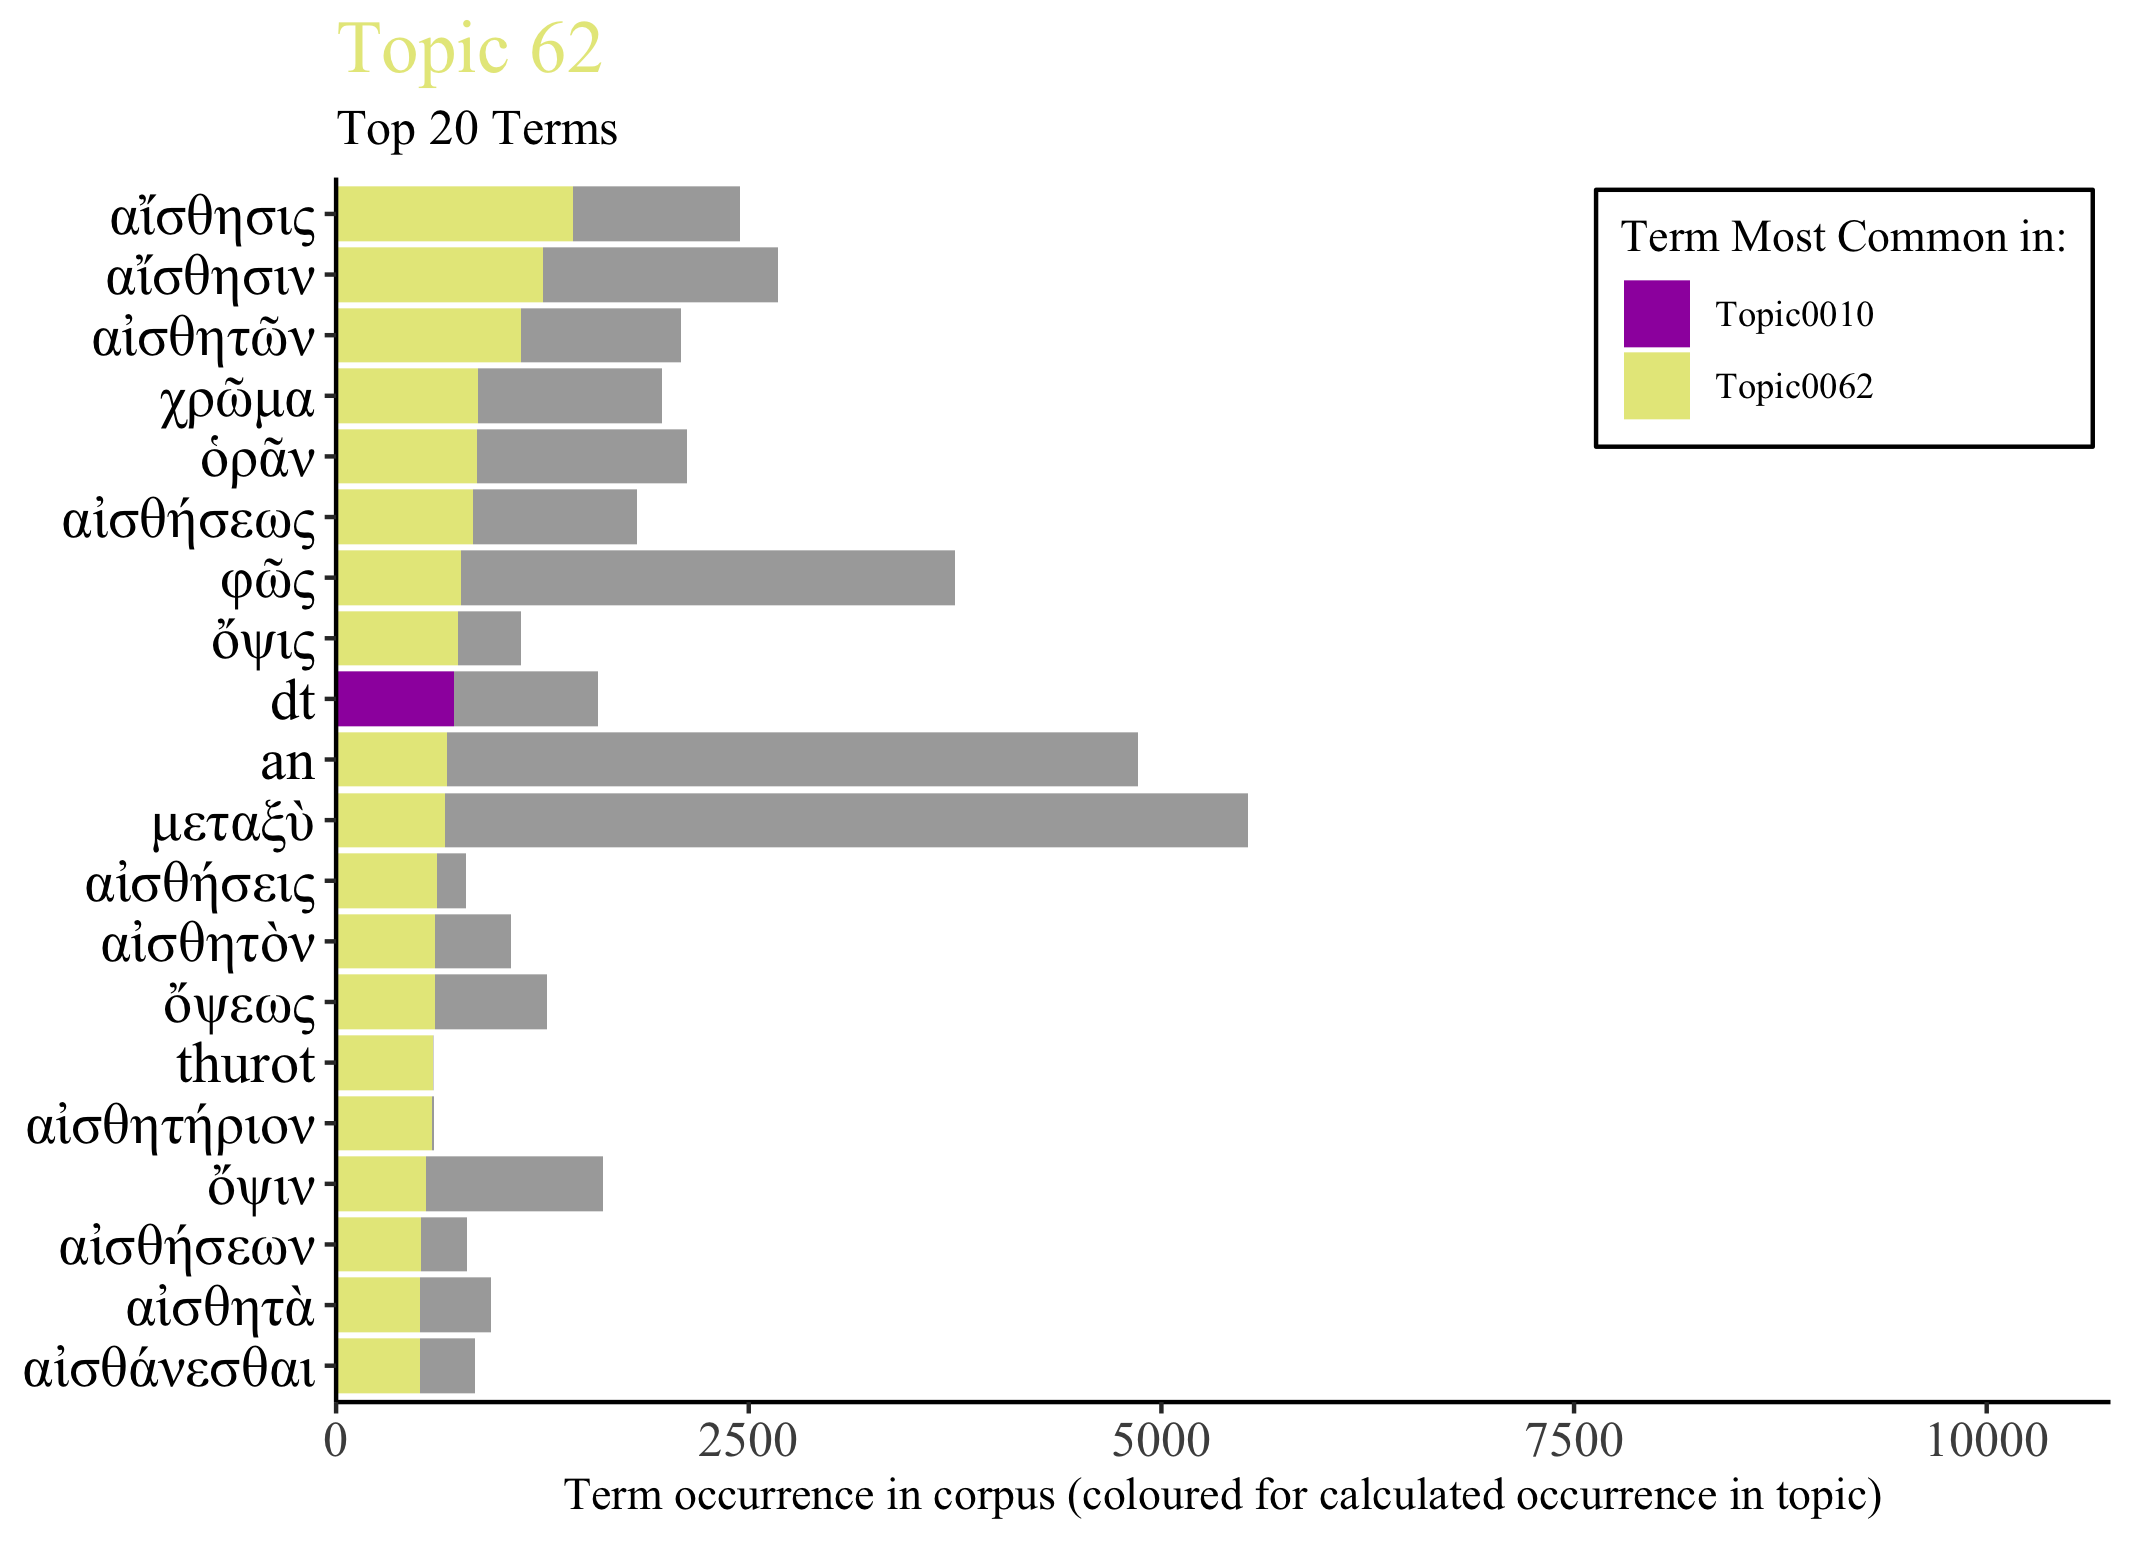 Topic 62
Top 20 Terms
αἴσθησις
αἴσθησιν
αἰσθητῶν
χρῶμα
ὁρᾶν
αἰσθήσεως
φῶς
ὄψις
dt
an
μεταξὺ
αἰσθήσεις
αἰσθητὸν
ὄψεως
thurot
αἰσθητήριον
ὄψιν
αἰσθήσεων
αἰσθητὰ
αἰσθάνεσθαι
Term Most Common in:
Topic0010
Topic0062
0 2500 5000 7500 10000
Term occurrence in corpus (coloured for calculated occurrence in topic)